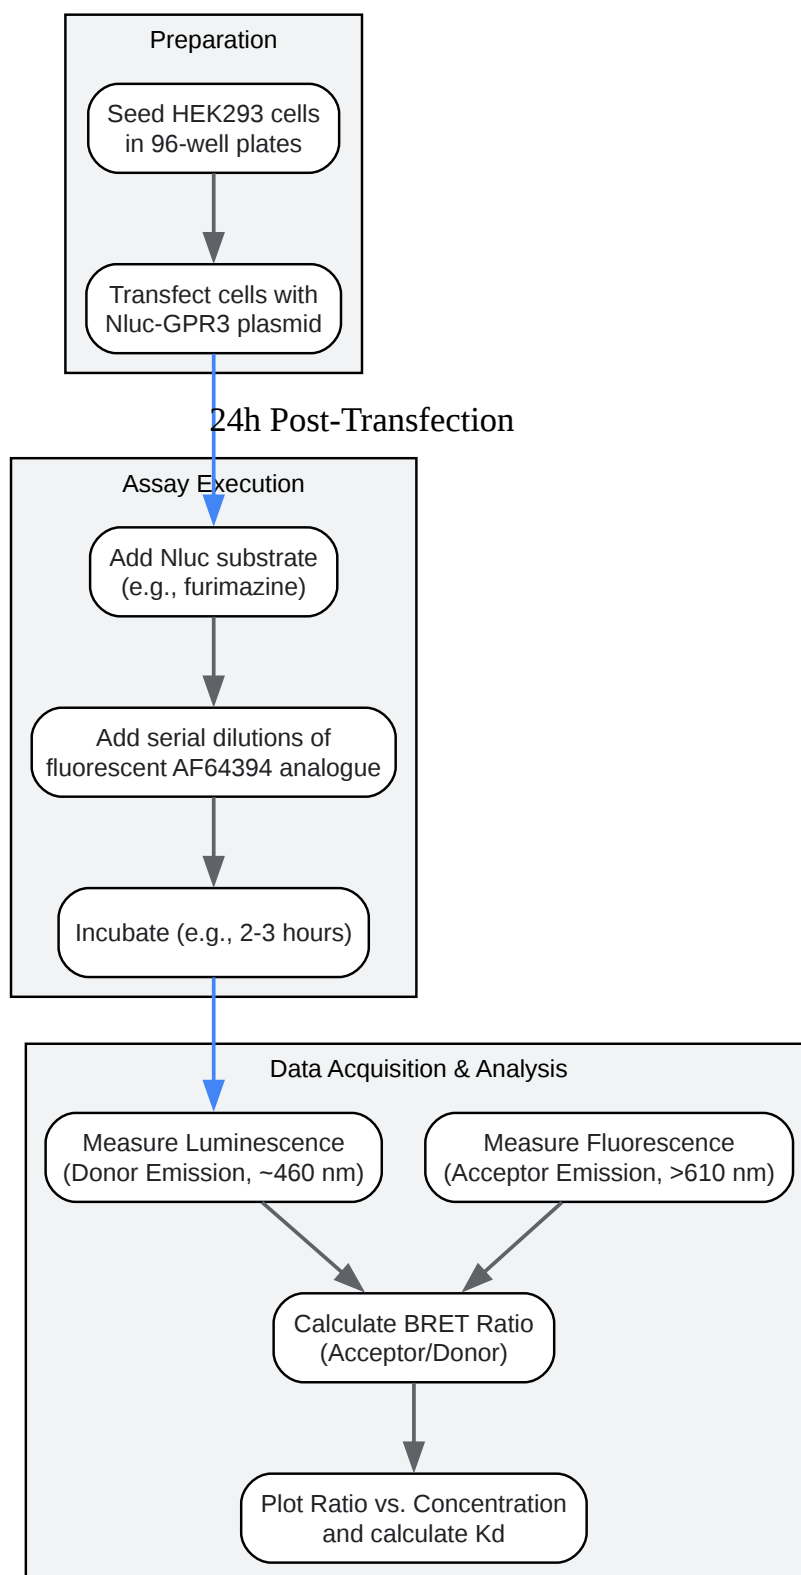 Preparation
Seed HEK293 cells
in 96-well plates
Transfect cells with
Nluc-GPR3 plasmid
24h Post-Transfection
Assay Execution
Add Nluc substrate
(e.g., furimazine)
Add serial dilutions of
fluorescent AF64394 analogue
Incubate (e.g., 2-3 hours)
Data Acquisition & Analysis
Measure Luminescence
(Donor Emission, ~460 nm)
Measure Fluorescence
(Acceptor Emission, >610 nm)
Calculate BRET Ratio
(Acceptor/Donor)
Plot Ratio vs. Concentration
and calculate Kd